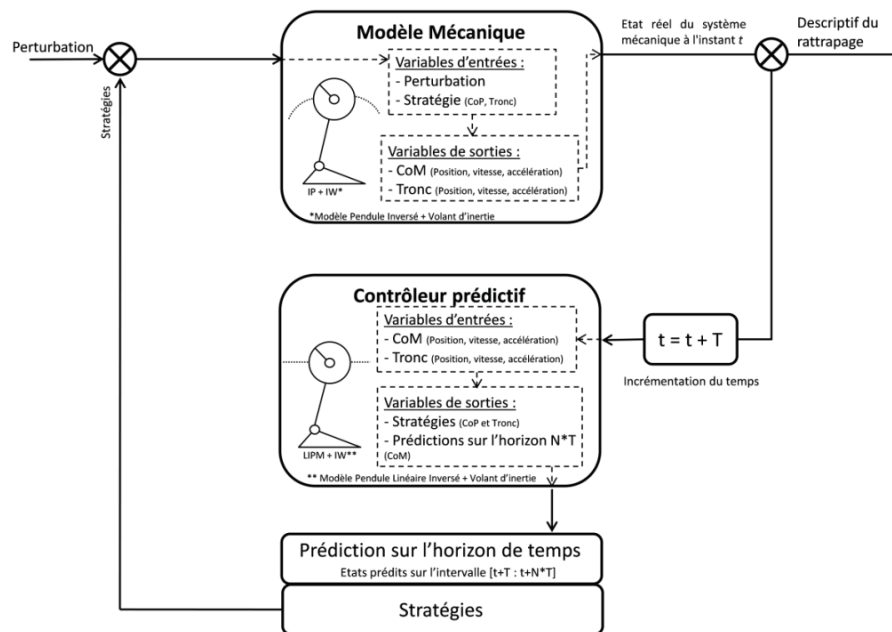 Perturbation
Stratégies
Modèle Mécanique
Variables d'entrées :
- Perturbation
- Stratégie (CoP, Tronc)
Variables de sorties :
- CoM (Position, vitesse, accélération)
- Tronc (Position, vitesse, accélération)
IP + IW*
*Modèle Pendule Inversé + Volant d'inertie
Etat réel du système
mécanique à l'instant t
Descriptif du
rattrapage
Contrôleur prédictif
Variables d'entrées :
- CoM (Position, vitesse, accélération)
- Tronc (Position, vitesse, accélération)
Variables de sorties :
- Stratégies (CoP et Tronc)
- Prédictions sur l'horizon N*T
(CoM)
LIPM + IW**
** Modèle Pendule Linéaire Inversé + Volant d'inertie
t = t + T
Incrémentation du temps
Prédiction sur l'horizon de temps
Etats prédits sur l'intervalle [t+T : t+N*T]
Stratégies